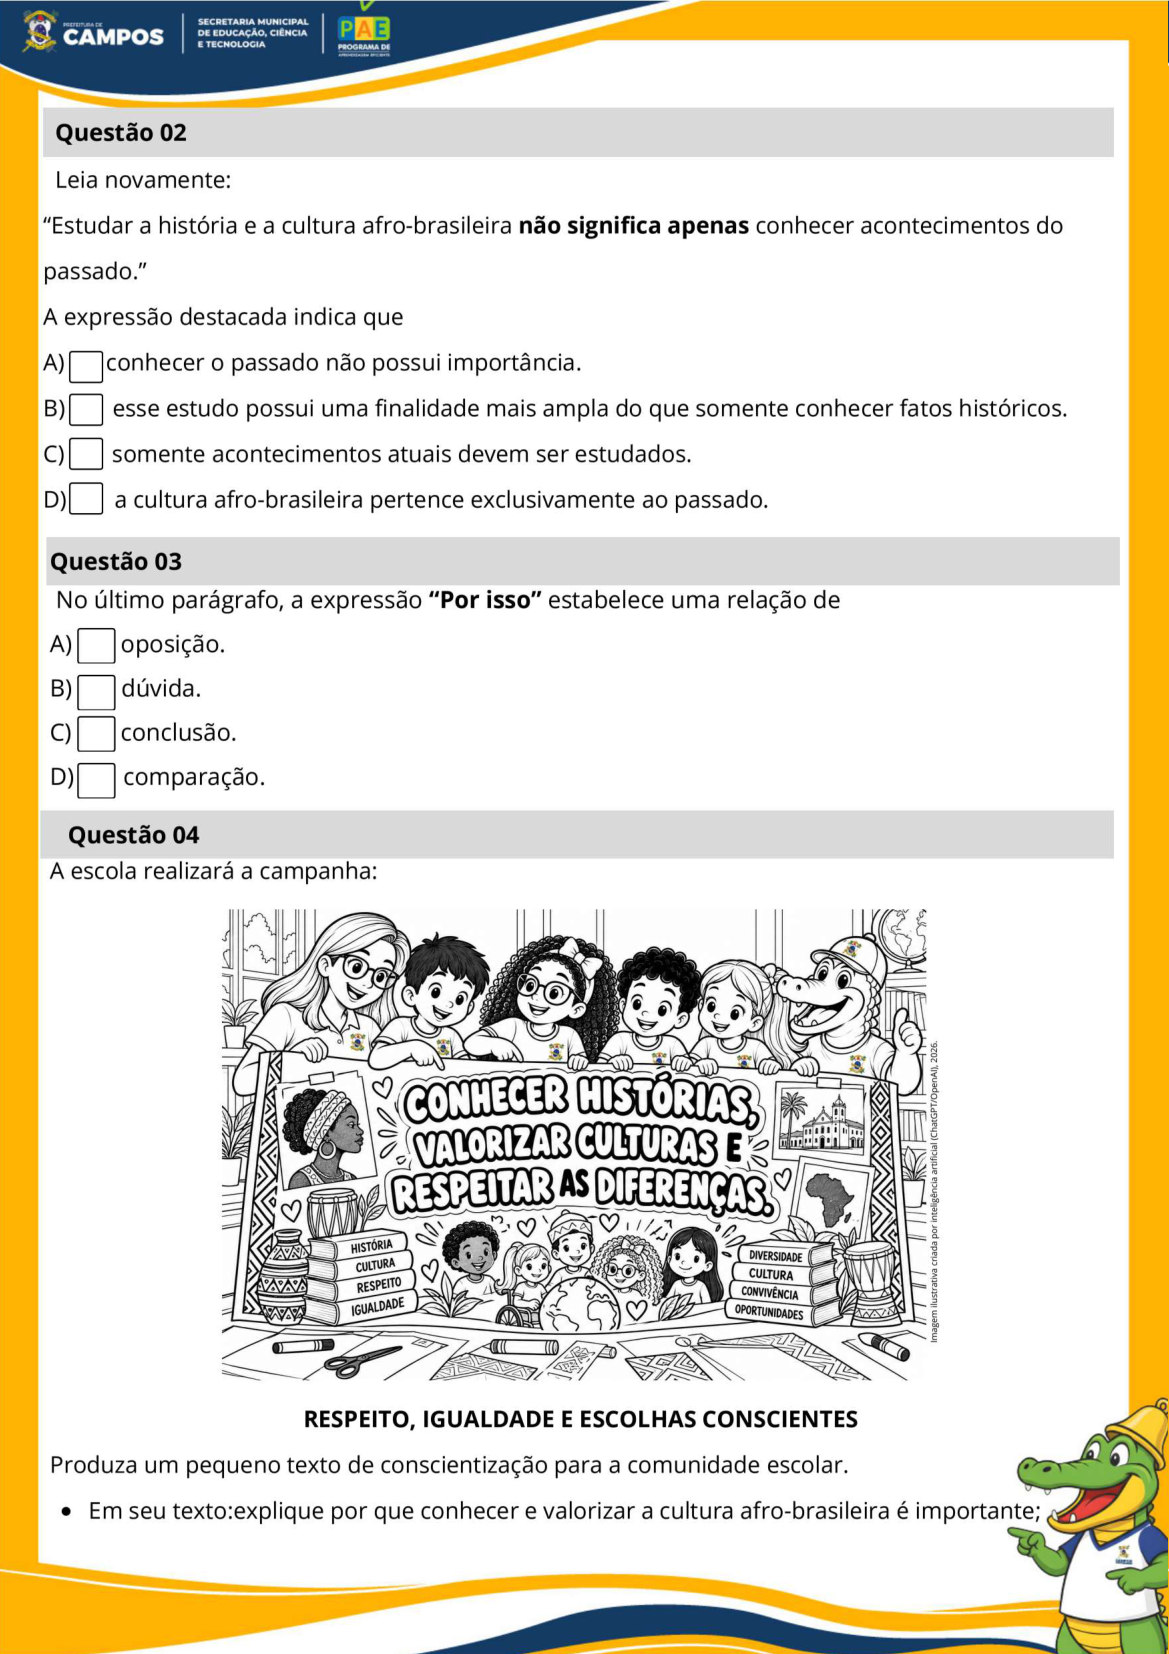 PREFEITURA DE
CAMPOS
SECRETARIA MUNICIPAL
DE EDUCAÇÃO, CIÊNCIA
E TECNOLOGIA
PAE
PROGRAMA DE
APRENDIZAGEM EFICIENTE
Questão 02
Leia novamente:
“Estudar a história e a cultura afro-brasileira não significa apenas conhecer acontecimentos do
passado.”
A expressão destacada indica que
A) conhecer o passado não possui importância.
B) esse estudo possui uma finalidade mais ampla do que somente conhecer fatos históricos.
C) somente acontecimentos atuais devem ser estudados.
D) a cultura afro-brasileira pertence exclusivamente ao passado.
Questão 03
No último parágrafo, a expressão “Por isso” estabelece uma relação de
A) oposição.
B) dúvida.
C) conclusão.
D) comparação.
Questão 04
A escola realizará a campanha:
CONHECER HISTÓRIAS,
VALORIZAR CULTURAS E
RESPEITAR AS DIFERENÇAS.
HISTÓRIA
CULTURA
RESPEITO
IGUALDADE
DIVERSIDADE
CULTURA
CONVIVÊNCIA
OPORTUNIDADES
Imagem ilustrativa criada por inteligência artificial (ChatGPT/OpenAI), 2026.
RESPEITO, IGUALDADE E ESCOLHAS CONSCIENTES
Produza um pequeno texto de conscientização para a comunidade escolar.
• Em seu texto:explique por que conhecer e valorizar a cultura afro-brasileira é importante;